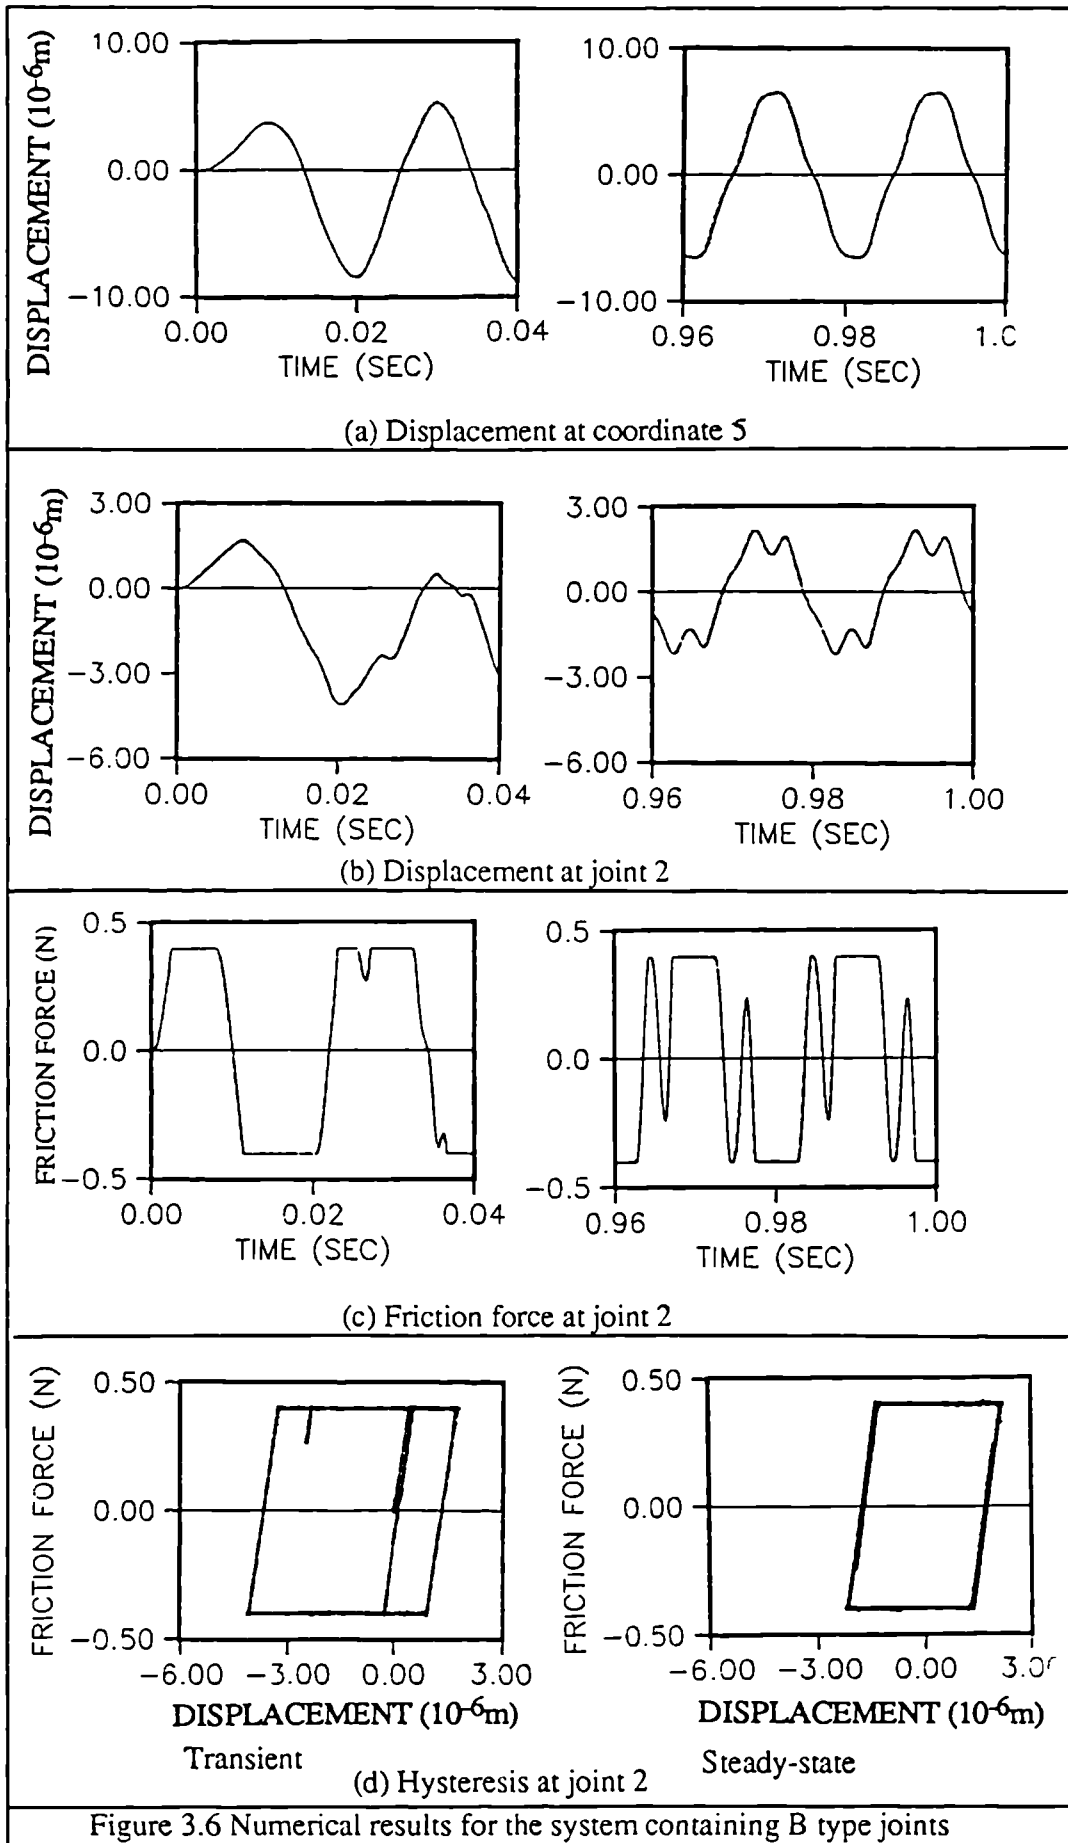 DISPLACEMENT (10-6m)
10.00
0.00
-10.00
0.00
0.02
0.04
TIME (SEC)
10.00
0.00
-10.00
0.96
0.98
TIME (SEC)
(a) Displacement at coordinate 5
DISPLACEMENT (10-6m)
3.00
0.00
-3.00
-6.00
0.00
0.02
0.04
TIME (SEC)
3.00
0.00
-3.00
-6.00
0.96
0.98
1.00
TIME (SEC)
(b) Displacement at joint 2
FRICTION FORCE (N)
0.5
0.0
-0.5
0.00
0.02
0.04
TIME (SEC)
0.5
0.0
-0.5
0.96
0.98
1.00
TIME (SEC)
(c) Friction force at joint 2
FRICTION FORCE (N)
0.50
0.00
-0.50
-6.00
-3.00
0.00
3.00
DISPLACEMENT (10-6m)
Transient
FRICTION FORCE (N)
0.50
0.00
-0.50
-6.00
-3.00
0.00
DISPLACEMENT (10-6m)
Steady-state
(d) Hysteresis at joint 2
Figure 3.6 Numerical results for the system containing B type joints